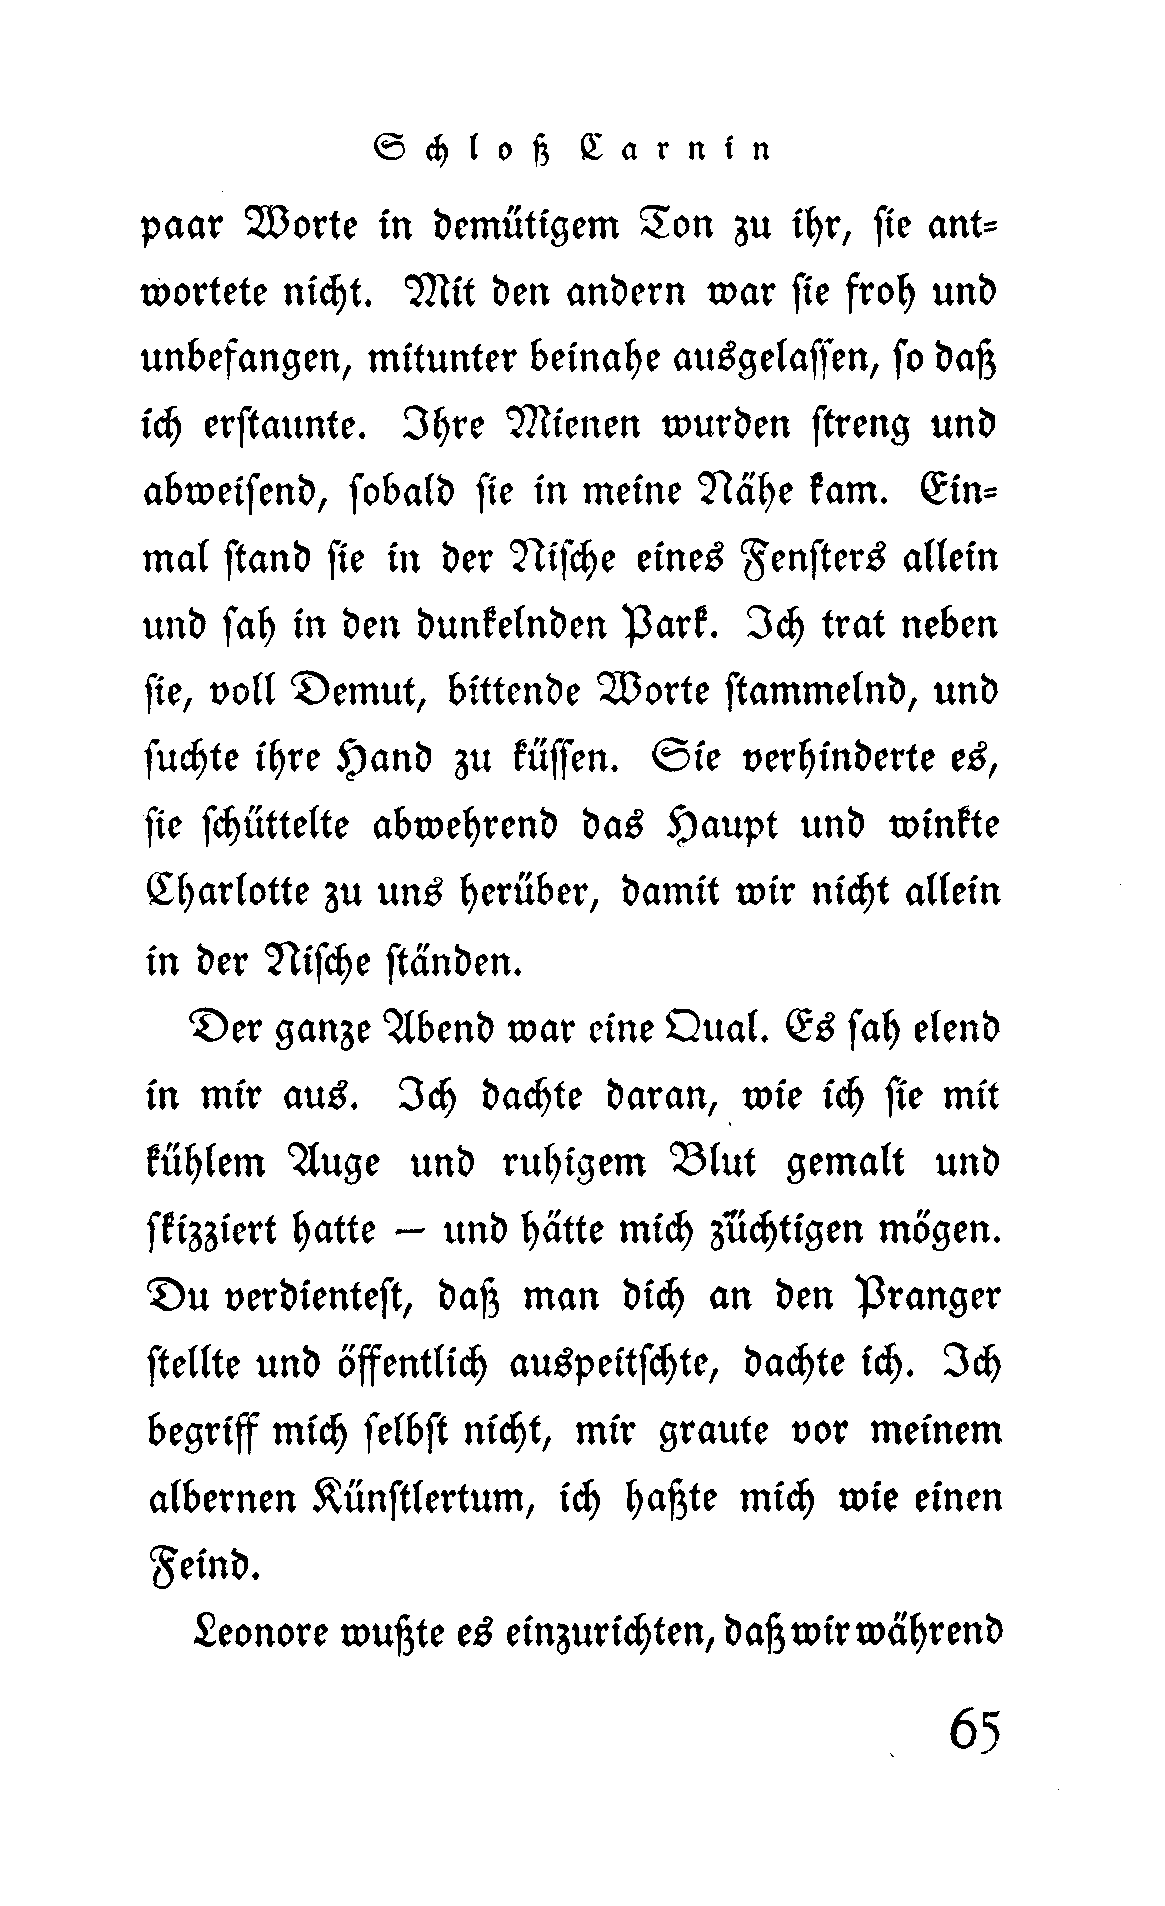 Schloß Carnin
paar Worte in demütigem Ton zu ihr, sie ant-
wortete nicht. Mit den andern war sie froh und
unbefangen, mitunter beinahe ausgelassen, so daß
ich erstaunte. Ihre Mienen wurden streng und
abweisend, sobald sie in meine Nähe kam. Ein-
mal stand sie in der Nische eines Fensters allein
und sah in den dunkelnden Park. Ich trat neben
sie, voll Demut, bittende Worte stammelnd, und
suchte ihre Hand zu küssen. Sie verhinderte es,
sie schüttelte abwehrend das Haupt und winkte
Charlotte zu uns herüber, damit wir nicht allein
in der Nische ständen.
Der ganze Abend war eine Qual. Es sah elend
in mir aus. Ich dachte daran, wie ich sie mit
kühlem Auge und ruhigem Blut gemalt und
skizziert hatte — und hätte mich züchtigen mögen.
Du verdientest, daß man dich an den Pranger
stellte und öffentlich auspeitschte, dachte ich. Ich
begriff mich selbst nicht, mir graute vor meinem
albernen Künstlertum, ich haßte mich wie einen
Feind.
Leonore wußte es einzurichten, daß wir während
65